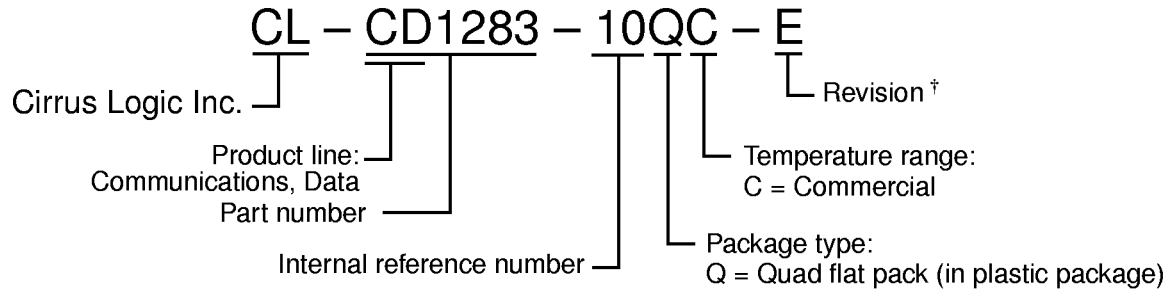 CL – CD1283 – 10QC – E
Revision †
Cirrus Logic Inc.
Product line:
Communications, Data
Part number
Temperature range:
C = Commercial
Internal reference number
Package type:
Q = Quad flat pack (in plastic package)